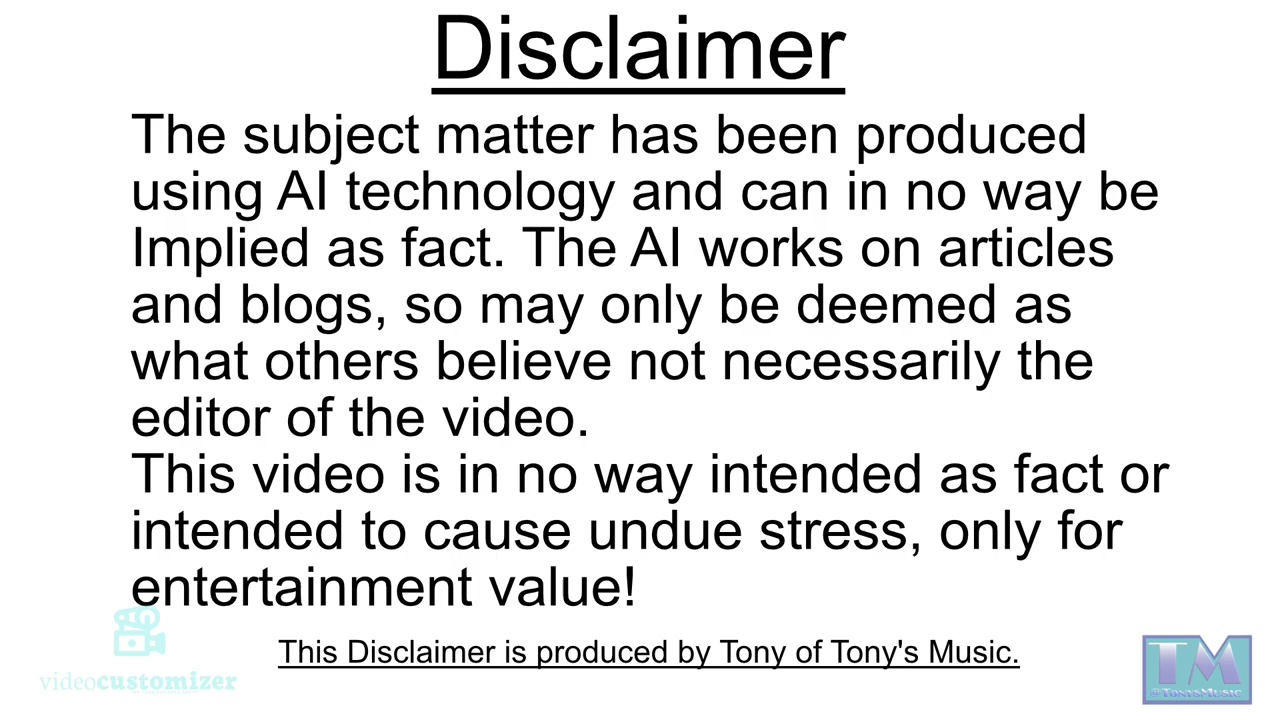 Disclaimer
The subject matter has been produced
using AI technology and can in no way be
Implied as fact. The AI works on articles
and blogs, so may only be deemed as
what others believe not necessarily the
editor of the video.
This video is in no way intended as fact or
intended to cause undue stress, only for
entertainment value!
This Disclaimer is produced by Tony of Tony's Music.
videocustomizer
TM
@TonysMusic